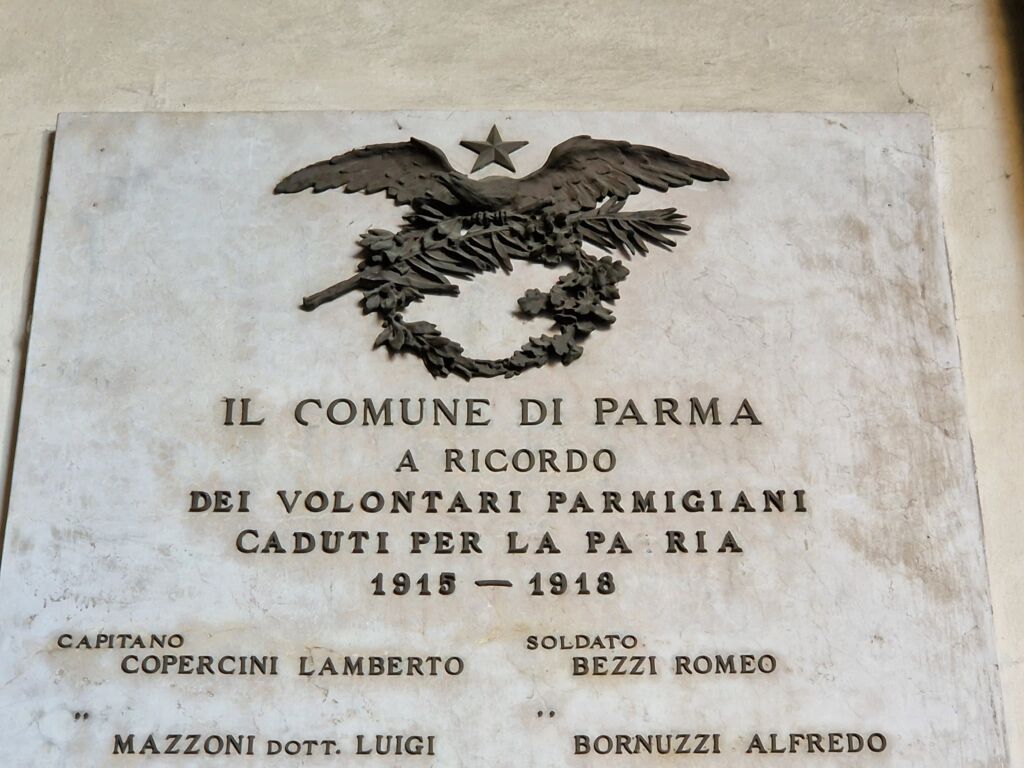 IL COMUNE DI PARMA
A RICORDO
DEI VOLONTARI PARMIGIANI
CADUTI PER LA PA RIA
1915 — 1918
CAPITANO
COPERCINI LAMBERTO
„
MAZZONI DOTT. LUIGI
SOLDATO
BEZZI ROMEO
„
BORNUZZI ALFREDO